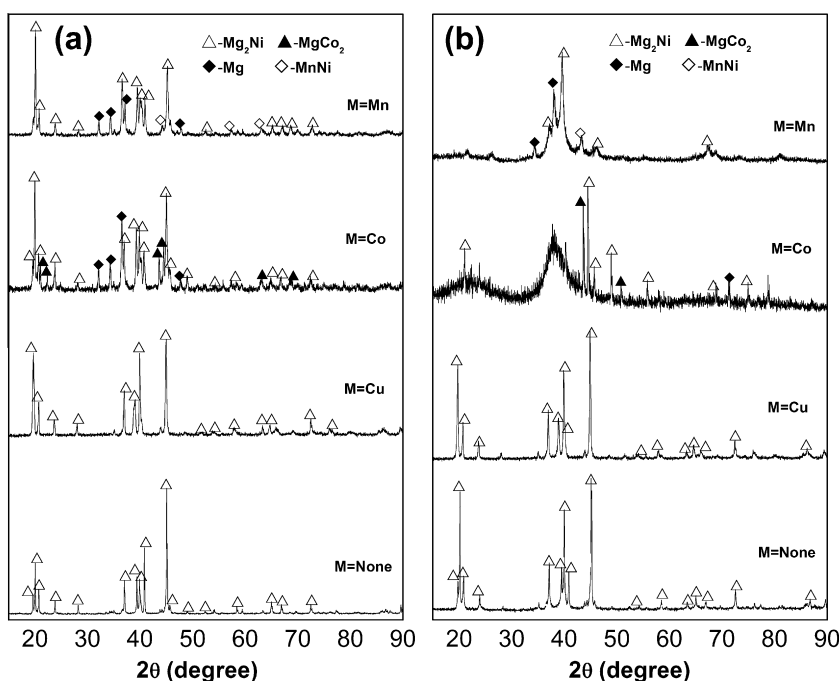 (a)
△-Mg₂Ni ▲-MgCo₂
◆-Mg ◇-MnNi
M=Mn
M=Co
M=Cu
M=None
20 30 40 50 60 70 80 90
2θ (degree)
(b)
△-Mg₂Ni ▲-MgCo₂
◆-Mg ◇-MnNi
M=Mn
M=Co
M=Cu
M=None
20 30 40 50 60 70 80 90
2θ (degree)